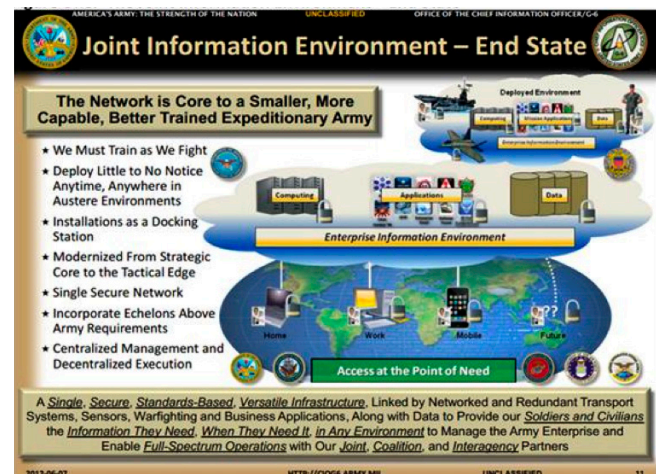 AMERICA'S ARMY: THE STRENGTH OF THE NATION
UNCLASSIFIED
OFFICE OF THE CHIEF INFORMATION OFFICER/G-6
Joint Information Environment – End State
The Network is Core to a Smaller, More
Capable, Better Trained Expeditionary Army
★ We Must Train as We Fight
★ Deploy Little to No Notice
Anytime, Anywhere in
Austere Environments
★ Installations as a Docking
Station
★ Modernized From Strategic
Core to the Tactical Edge
★ Single Secure Network
★ Incorporate Echelons Above
Army Requirements
★ Centralized Management and
Decentralized Execution
Deployed Environment
Computing
Mission Applications
Data
Enterprise Information Environment
Computing
Applications
Data
Enterprise Information Environment
Home
Work
Mobile
??
Future
Access at the Point of Need
A Single, Secure, Standards-Based, Versatile Infrastructure, Linked by Networked and Redundant Transport
Systems, Sensors, Warfighting and Business Applications, Along with Data to Provide our Soldiers and Civilians
the Information They Need, When They Need It, in Any Environment to Manage the Army Enterprise and
Enable Full-Spectrum Operations with Our Joint, Coalition, and Interagency Partners
UNCLASSIFIED
11